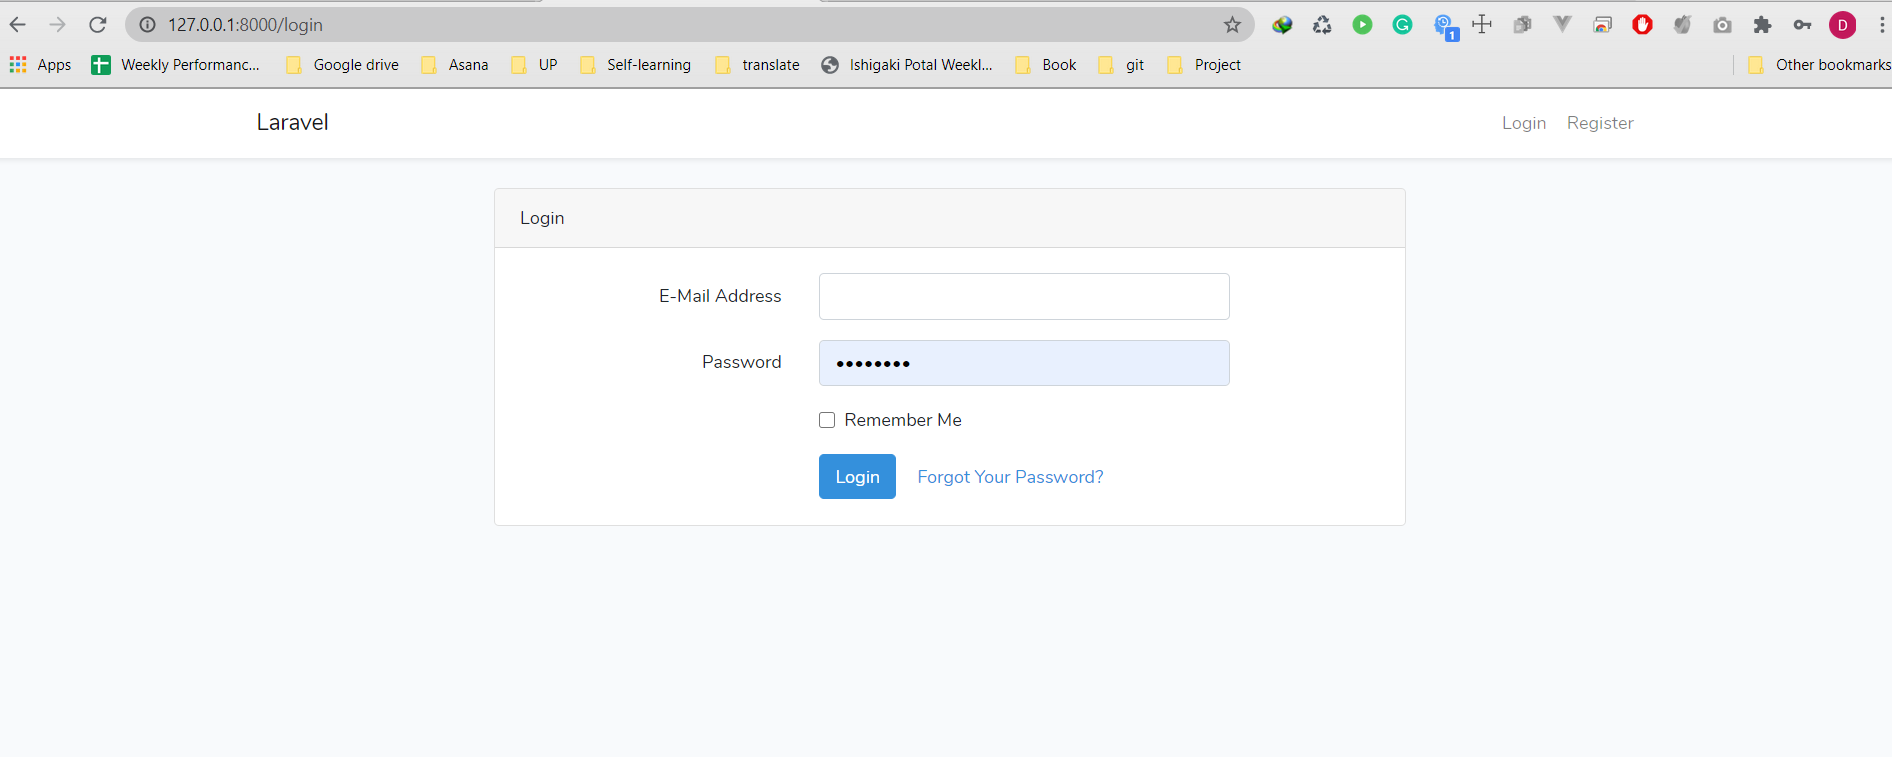 127.0.0.1:8000/login
1
D
Apps Weekly Performanc... Google drive Asana UP Self-learning translate Ishigaki Potal Weekl... Book git Project Other bookmarks
Laravel Login Register
Login
E-Mail Address
Password ••••••••
Remember Me
Login Forgot Your Password?